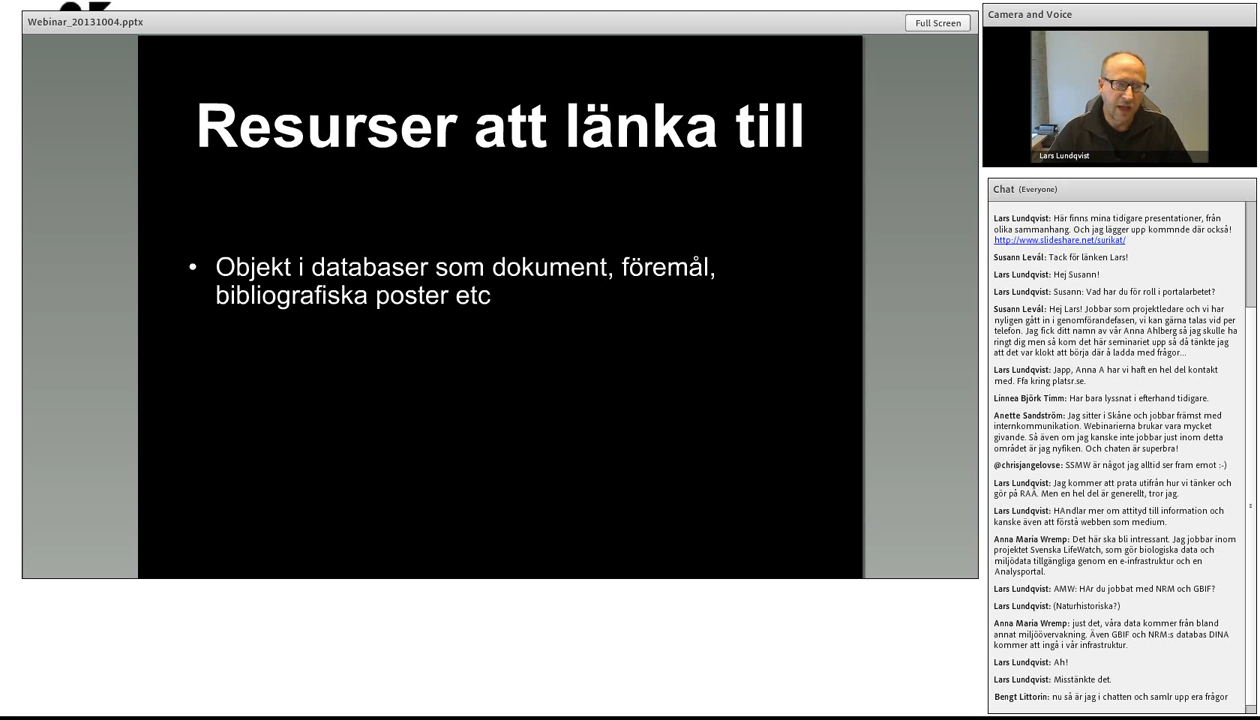 Webinar_20131004.pptx
Full Screen
Resurser att länka till
• Objekt i databaser som dokument, föremål,
bibliografiska poster etc
Camera and Voice
Lars Lundqvist
Chat (Everyone)
Lars Lundqvist: Här finns mina tidigare presentationer, från
olika sammanhang. Och jag lägger upp kommnde där också!
http://www.slideshare.net/surikat/
Susann Levál: Tack för länken Lars!
Lars Lundqvist: Hej Susann!
Lars Lundqvist: Susann: Vad har du för roll i portalarbetet?
Susann Levál: Hej Lars! Jobbar som projektledare och vi har
nyligen gått in i genomförandefasen, vi kan gärna talas vid per
telefon. Jag fick ditt namn av vår Anna Ahlberg så jag skulle ha
ringt dig men så kom det här seminariet upp så då tänkte jag
att det var klokt att börja där å ladda med frågor...
Lars Lundqvist: Japp, Anna A har vi haft en hel del kontakt
med. Ffa kring platsr.se.
Linnea Björk Timm: Har bara lyssnat i efterhand tidigare.
Anette Sandström: Jag sitter i Skåne och jobbar främst med
internkommunikation. Webinarierna brukar vara mycket
givande. Så även om jag kanske inte jobbar just inom detta
området är jag nyfiken. Och chaten är superbra!
@chrisjangelovse: SSMW är något jag alltid ser fram emot :-)
Lars Lundqvist: Jag kommer att prata utifrån hur vi tänker och
gör på RAÄ. Men en hel del är generellt, tror jag.
Lars Lundqvist: HAndlar mer om attityd till information och
kanske även att förstå webben som medium.
Anna Maria Wremp: Det här ska bli intressant. Jag jobbar inom
projektet Svenska LifeWatch, som gör biologiska data och
miljödata tillgängliga genom en e-infrastruktur och en
Analysportal.
Lars Lundqvist: AMW: HAr du jobbat med NRM och GBIF?
Lars Lundqvist: (Naturhistoriska?)
Anna Maria Wremp: just det, våra data kommer från bland
annat miljöövervakning. Även GBIF och NRM:s databas DINA
kommer att ingå i vår infrastruktur.
Lars Lundqvist: Ah!
Lars Lundqvist: Misstänkte det.
Bengt Littorin: nu så är jag i chatten och samlr upp era frågor